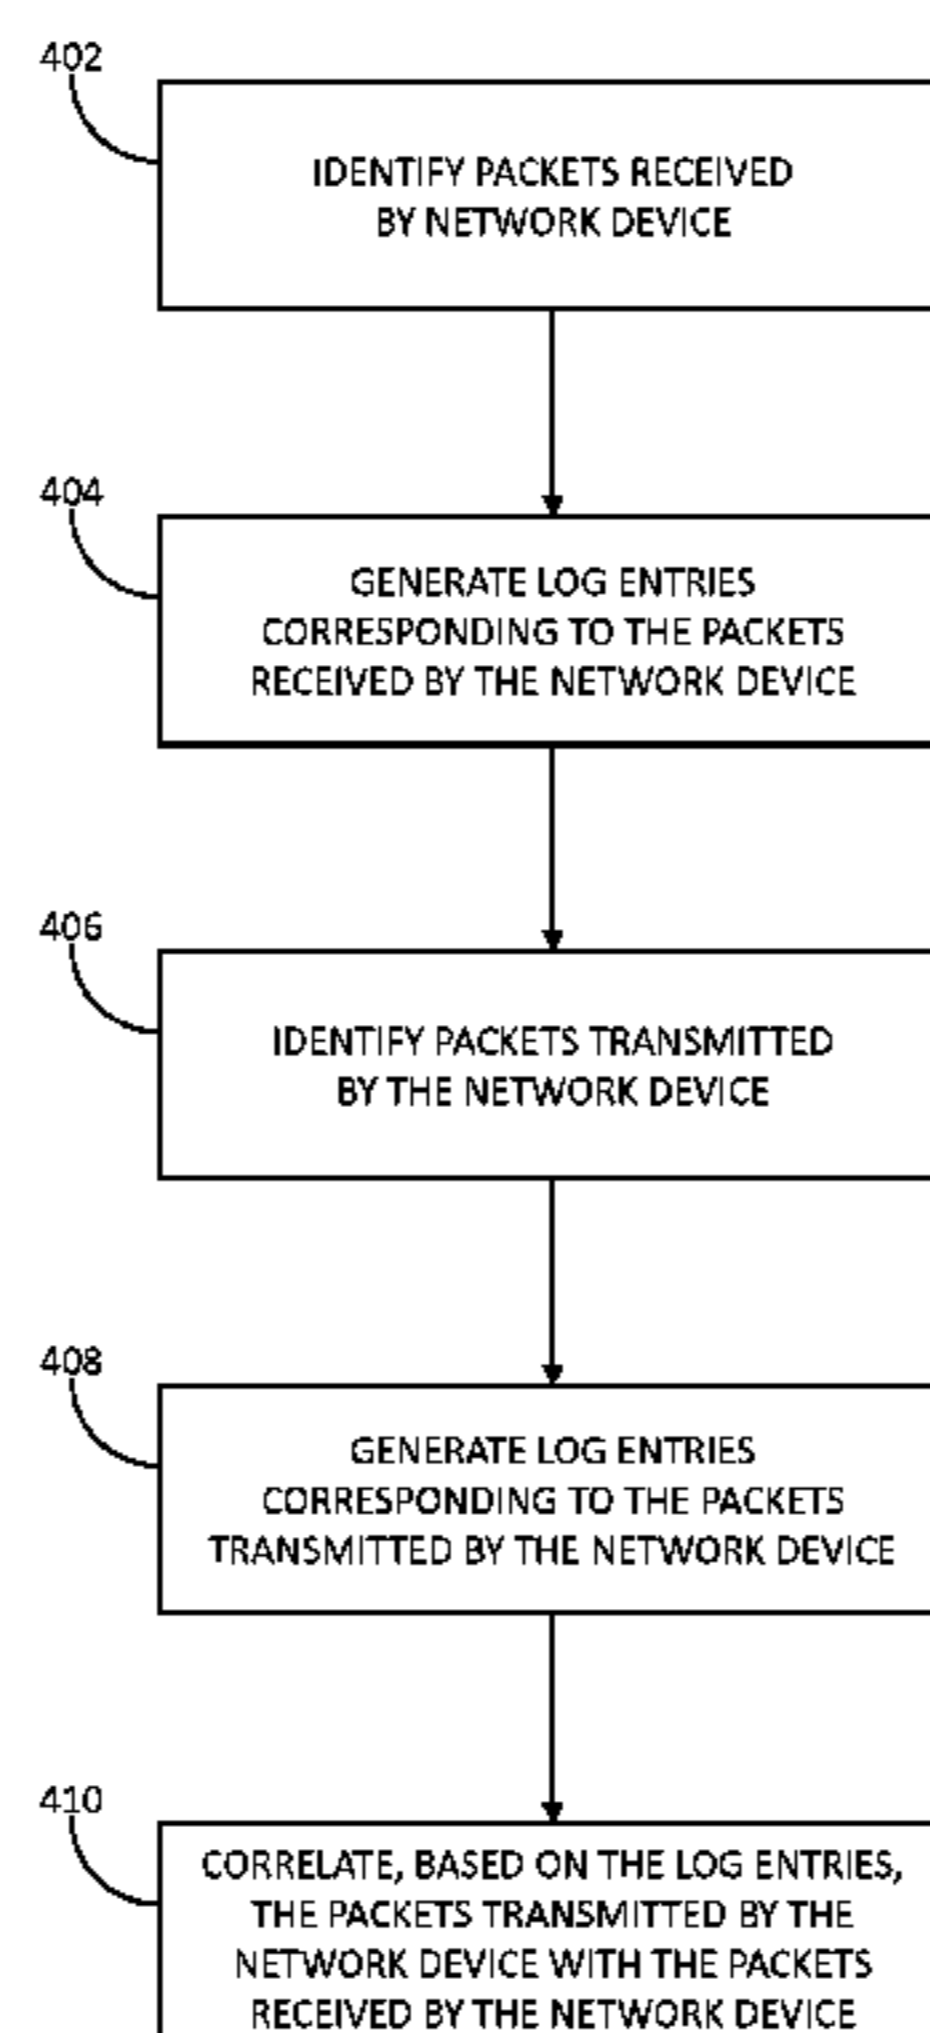 402
IDENTIFY PACKETS RECEIVED
BY NETWORK DEVICE
404
GENERATE LOG ENTRIES
CORRESPONDING TO THE PACKETS
RECEIVED BY THE NETWORK DEVICE
406
IDENTIFY PACKETS TRANSMITTED
BY THE NETWORK DEVICE
408
GENERATE LOG ENTRIES
CORRESPONDING TO THE PACKETS
TRANSMITTED BY THE NETWORK DEVICE
410
CORRELATE, BASED ON THE LOG ENTRIES,
THE PACKETS TRANSMITTED BY THE
NETWORK DEVICE WITH THE PACKETS
RECEIVED BY THE NETWORK DEVICE